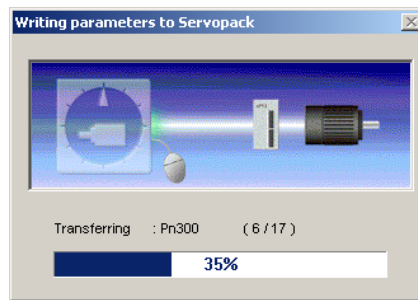 Writing parameters to Servopack
Transferring : Pn300 ( 6 / 17 )
35%